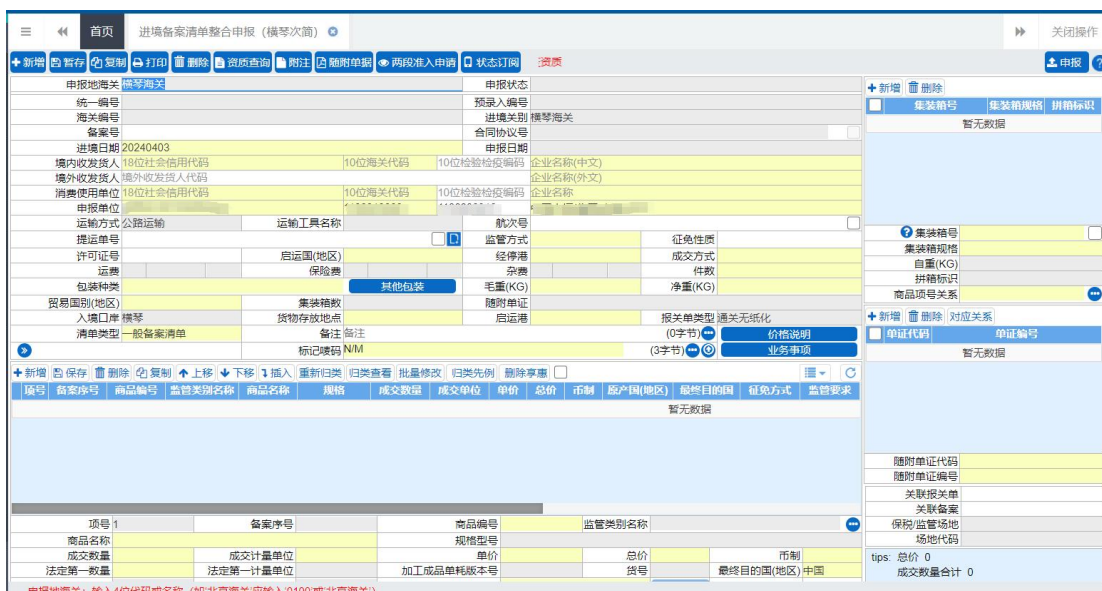 首页 进境备案清单整合申报（横琴次简） 关闭操作
新增 暂存 复制 打印 删除 资质查询 附注 随附单据 两段准入申请 状态订阅 资质 申报
申报地海关 横琴海关 申报状态
统一编号 预录入编号
海关编号 进境关别 横琴海关
备案号 合同协议号
进境日期 20240403 申报日期
境内收发货人 18位社会信用代码 10位海关代码 10位检验检疫编码 企业名称(中文)
境外收发货人 境外收发货人代码 企业名称(外文)
消费使用单位 18位社会信用代码 10位海关代码 10位检验检疫编码 企业名称
申报单位
运输方式 公路运输 运输工具名称 航次号
提运单号 监管方式 征免性质
许可证号 启运国(地区) 经停港 成交方式
运费 保险费 杂费 件数
包装种类 其他包装 毛重(KG) 净重(KG)
贸易国别(地区) 集装箱数 随附单证
入境口岸 横琴 货物存放地点 启运港 报关单类型 通关无纸化
清单类型 一般备案清单 备注 备注 (0字节) 价格说明
标记唛码 N/M (3字节) 业务事项
新增 保存 删除 复制 上移 下移 插入 重新归类 归类查看 批量修改 归类先例 删除享惠
项号 备案序号 商品编号 监管类别名称 商品名称 规格 成交数量 成交单位 单价 总价 币制 原产国(地区) 最终目的国 征免方式 监管要求
暂无数据
项号 1 备案序号 商品编号 监管类别名称
商品名称 规格型号
成交数量 成交计量单位 单价 总价 币制
法定第一数量 法定第一计量单位 加工成品单耗版本号 货号 最终目的国(地区) 中国
申报地海关：输入4位代码或名称（如'北京海关'应输入'0100'或'北京海关'）
新增 删除
集装箱号 集装箱规格 拼箱标识
暂无数据
集装箱号
集装箱规格
自重(KG)
拼箱标识
商品项号关系
新增 删除 对应关系
单证代码 单证编号
暂无数据
随附单证代码
随附单证编号
关联报关单
关联备案
保税/监管场地
场地代码
tips: 总价 0
成交数量合计 0